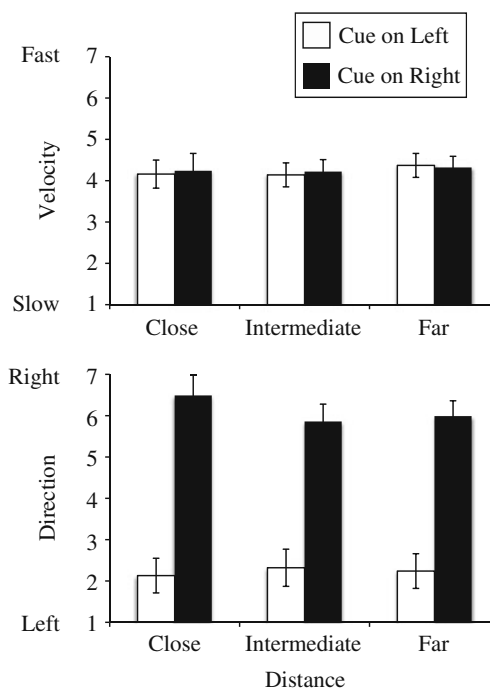 Cue on Left
Cue on Right
Fast
Velocity
Slow
7
6
5
4
3
2
1
Close Intermediate Far
Right
Direction
Left
7
6
5
4
3
2
1
Close Intermediate Far
Distance